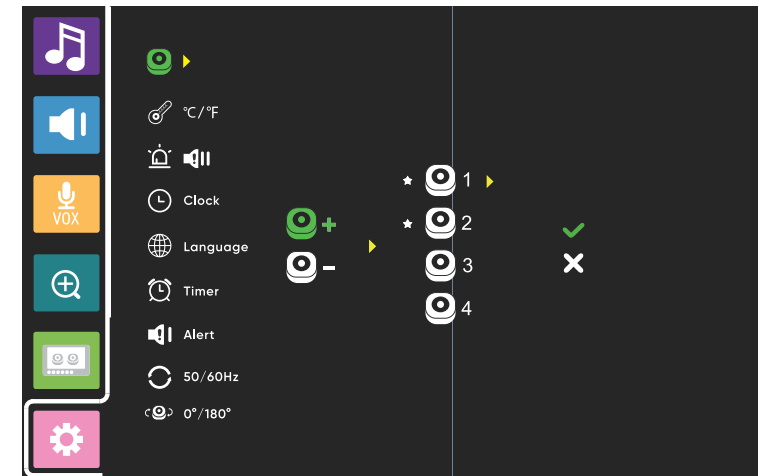 °C/°F
Clock
1
VOX
2
Language
3
Timer
4
Alert
50/60Hz
0°/180°